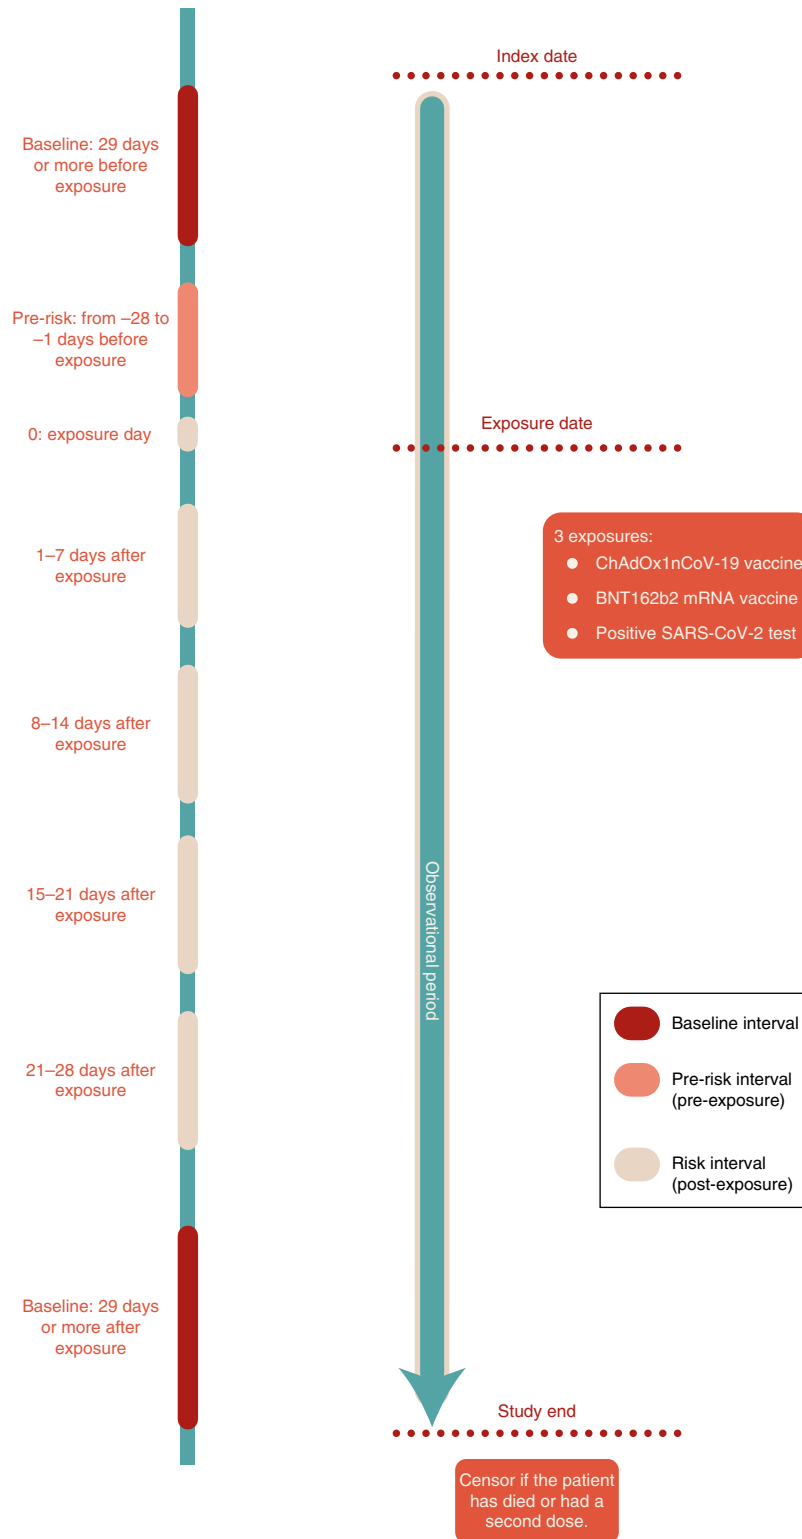 Index date
Baseline: 29 days
or more before
exposure
Pre-risk: from –28 to
–1 days before
exposure
0: exposure day
Exposure date
1–7 days after
exposure
3 exposures:
● ChAdOx1nCoV-19 vaccine
● BNT162b2 mRNA vaccine
● Positive SARS-CoV-2 test
8–14 days after
exposure
15–21 days after
exposure
Observational period
21–28 days after
exposure
Baseline interval
Pre-risk interval
(pre-exposure)
Risk interval
(post-exposure)
Baseline: 29 days
or more after
exposure
Study end
Censor if the patient
has died or had a
second dose.